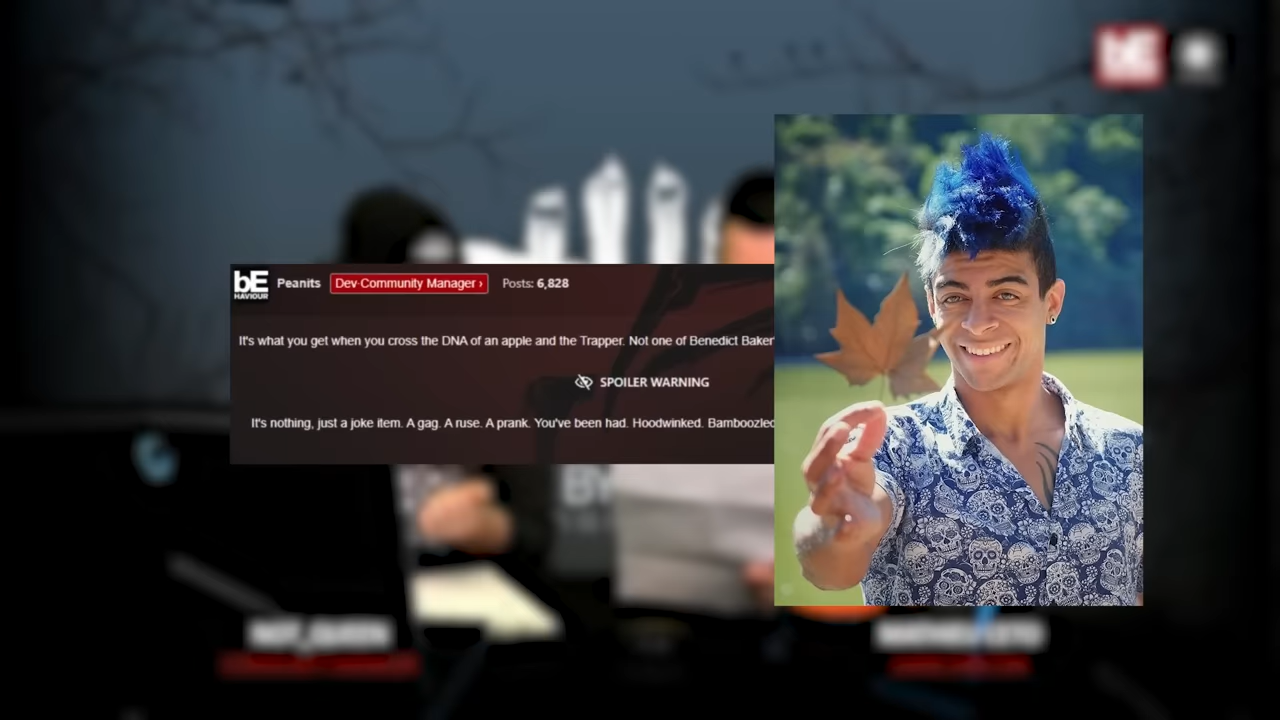 bE
HAVIOUR
Peanits Dev·Community Manager › Posts: 6,828
It's what you get when you cross the DNA of an apple and the Trapper. Not one of Benedict Baker
SPOILER WARNING
It's nothing, just a joke item. A gag. A ruse. A prank. You've been had. Hoodwinked. Bamboozled
bE